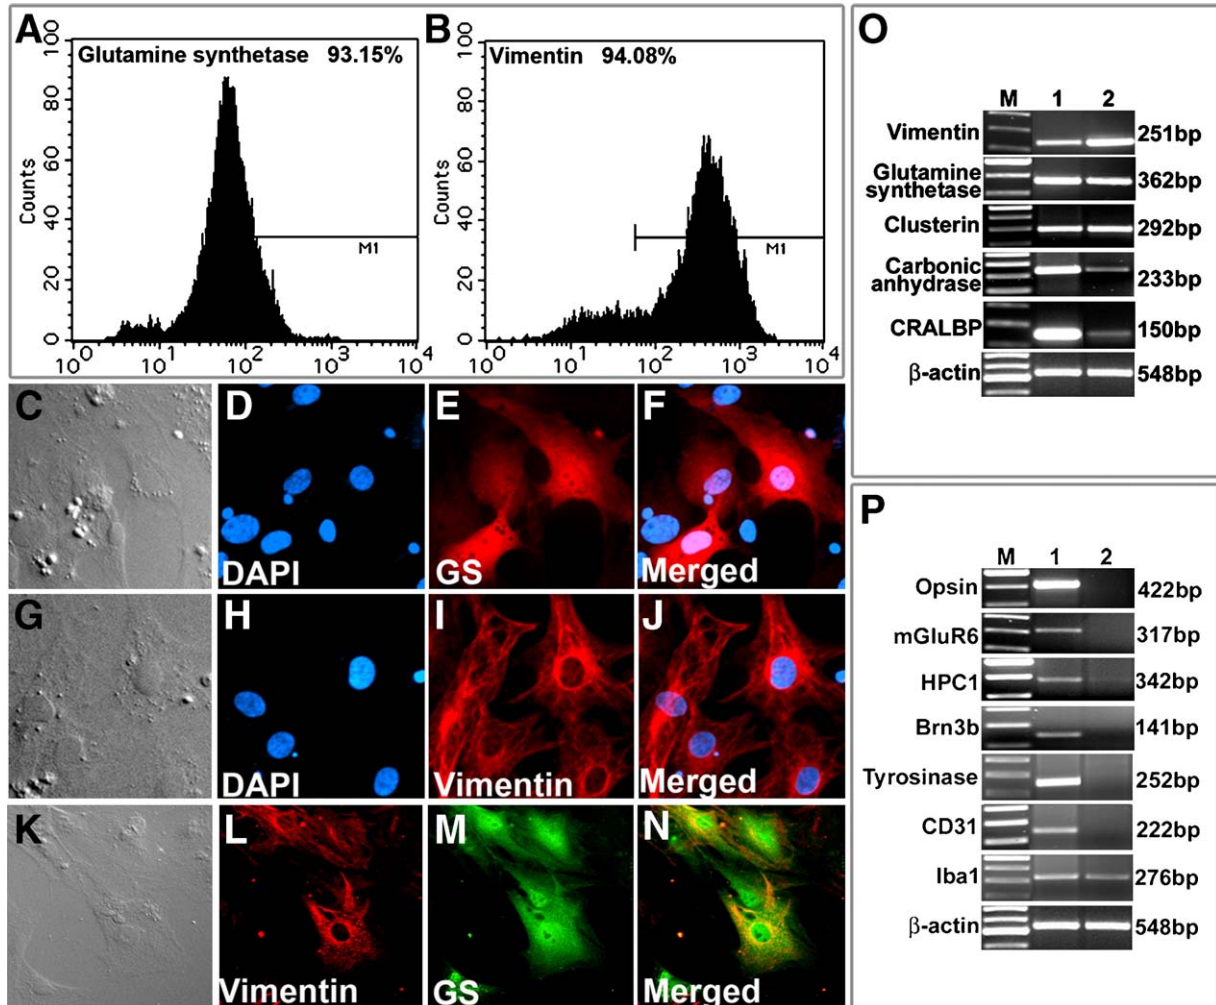 A
Glutamine synthetase 93.15%
Counts
100
80
60
40
20
0
M1
10^0 10^1 10^2 10^3 10^4
B
Vimentin 94.08%
Counts
100
80
60
40
20
0
M1
10^0 10^1 10^2 10^3 10^4
C
D
DAPI
E
GS
F
Merged
G
H
DAPI
I
Vimentin
J
Merged
K
L
Vimentin
M
GS
N
Merged
O
M 1 2
Vimentin 251bp
Glutamine
synthetase 362bp
Clusterin 292bp
Carbonic
anhydrase 233bp
CRALBP 150bp
β-actin 548bp
P
M 1 2
Opsin 422bp
mGluR6 317bp
HPC1 342bp
Brn3b 141bp
Tyrosinase 252bp
CD31 222bp
Iba1 276bp
β-actin 548bp